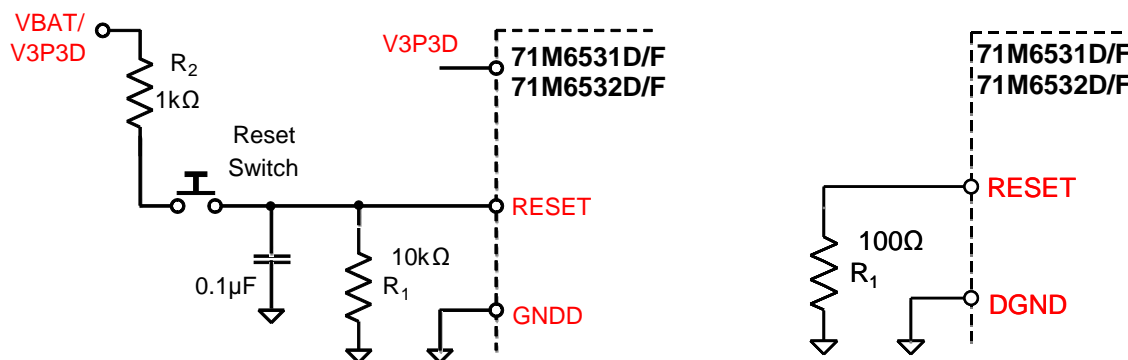 VBAT/
V3P3D
R2
1kΩ
Reset
Switch
0.1µF
10kΩ
R1
V3P3D
71M6531D/F
71M6532D/F
RESET
GNDD
71M6531D/F
71M6532D/F
RESET
100Ω
R1
DGND